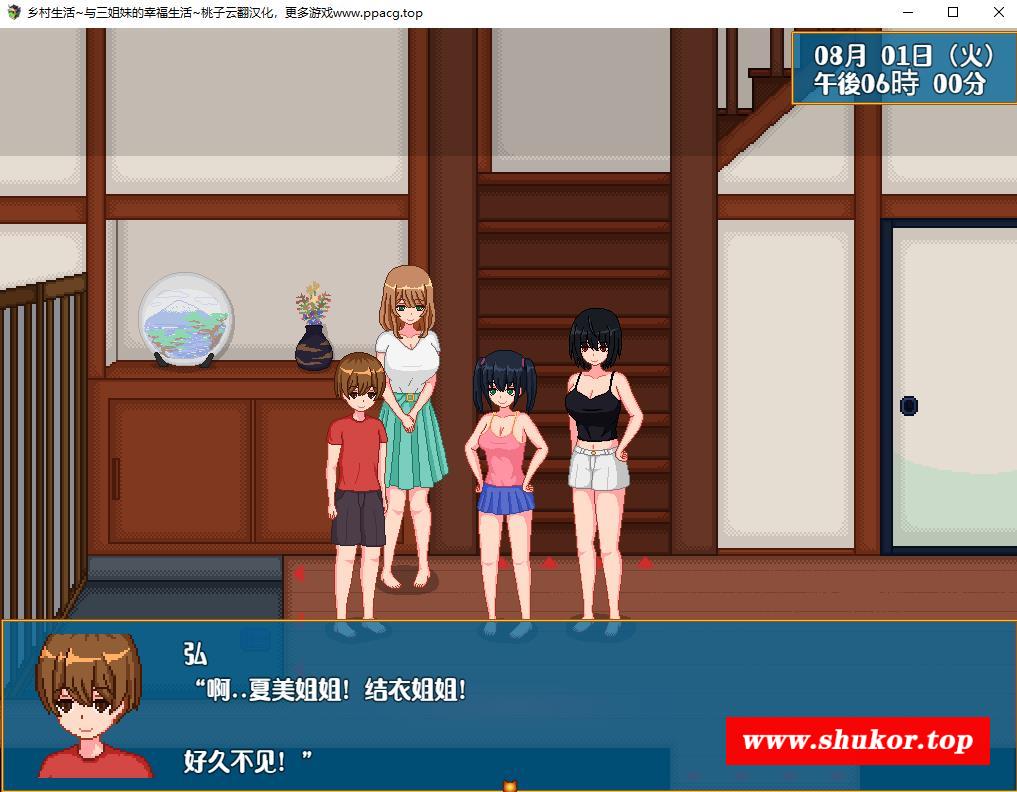 乡村生活~与三姐妹的幸福生活~桃子云翻汉化，更多游戏www.ppacg.top
08月 01日（火）
午後06時 00分
弘
“啊..夏美姐姐！结衣姐姐！
好久不见！”
www.shukor.top